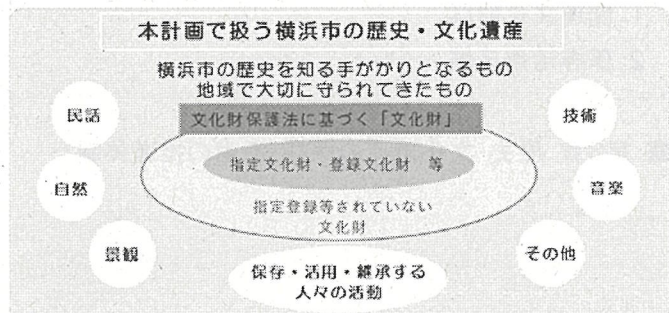 本計画で扱う横浜市の歴史・文化遺産
横浜市の歴史を知る手がかりとなるもの
地域で大切に守られてきたもの
民話
文化財保護法に基づく「文化財」
技術
指定文化財・登録文化財 等
自然
音楽
指定登録等されていない
文化財
景観
その他
保存・活用・継承する
人々の活動